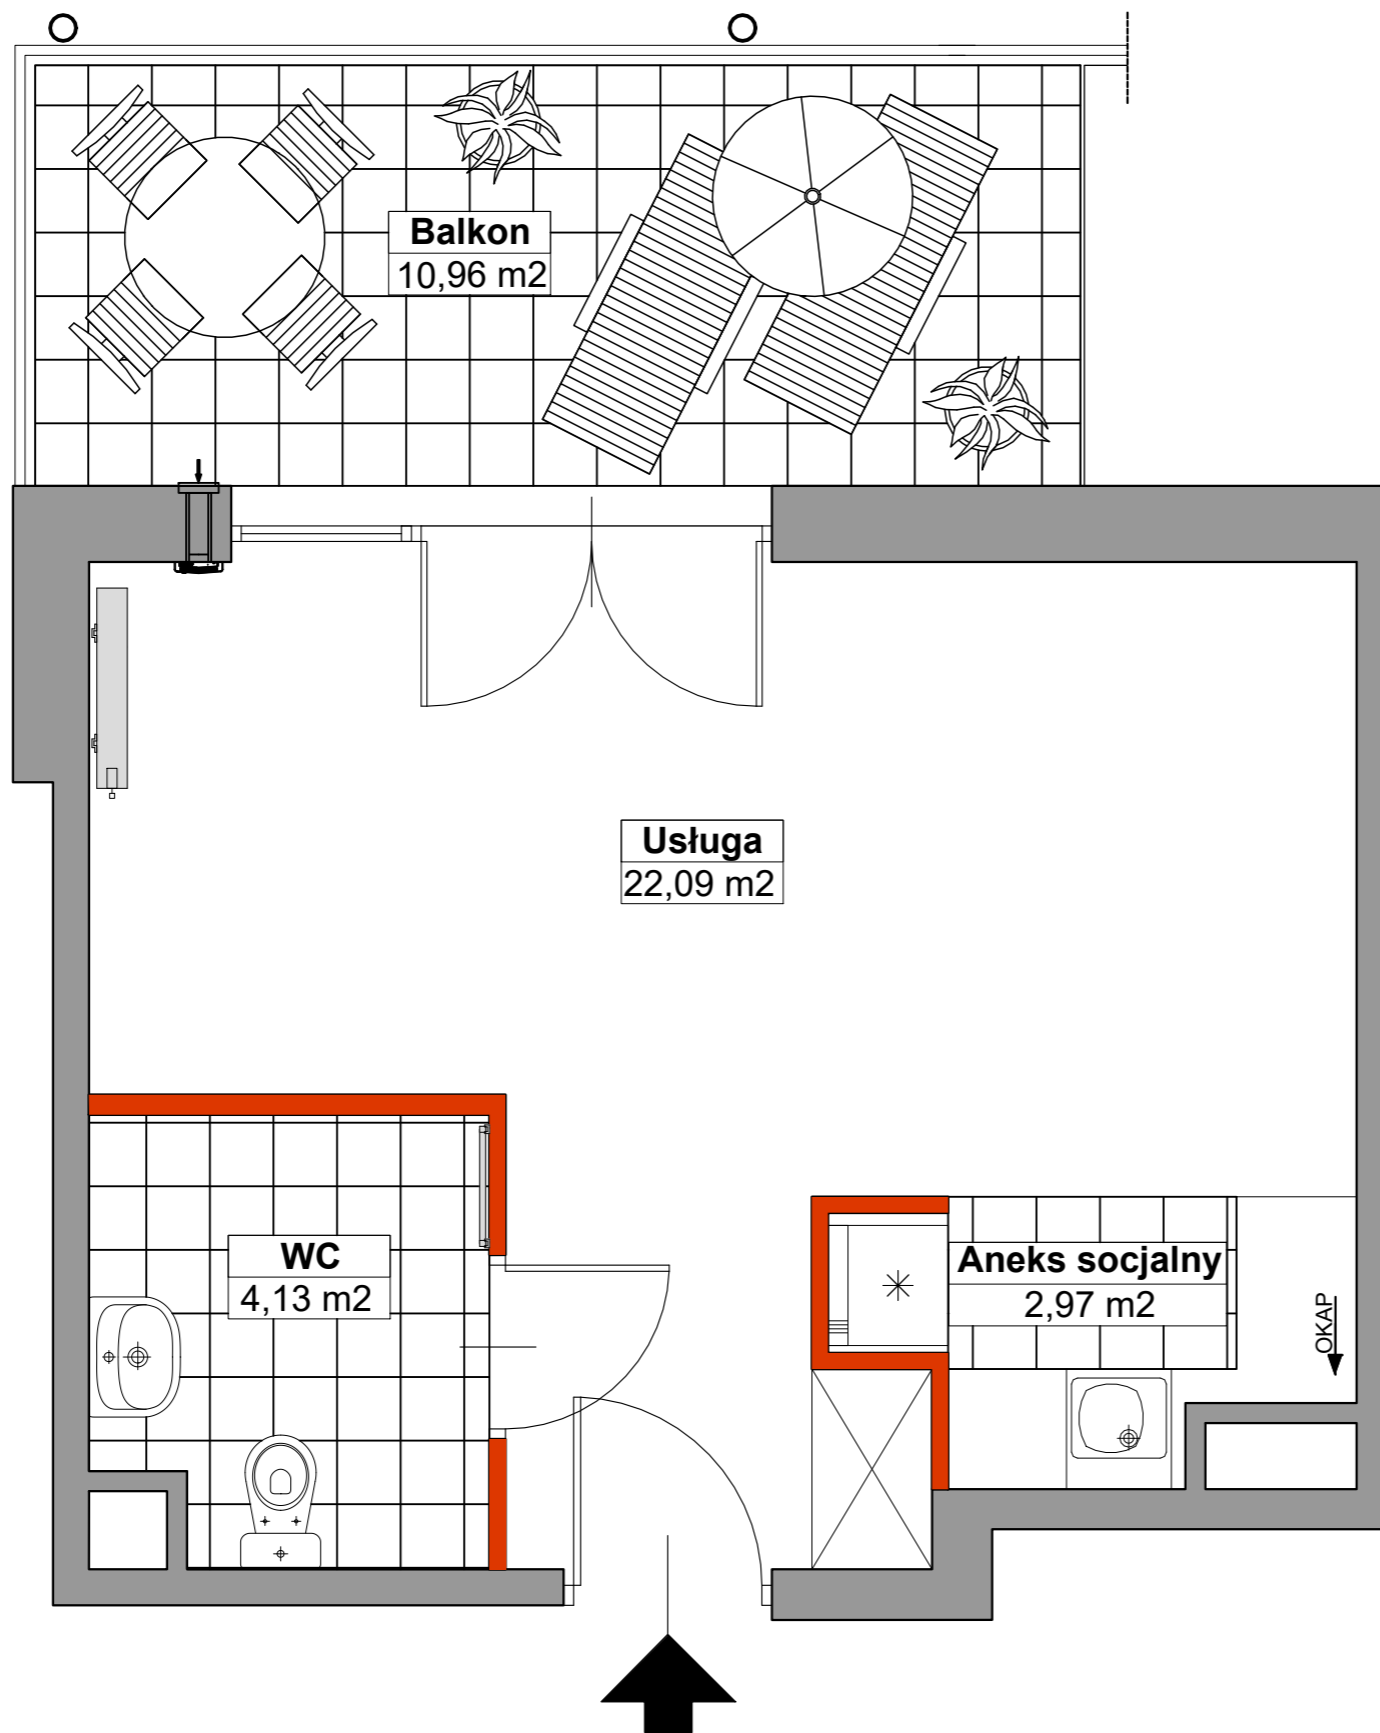 Balkon
10,96 m2
Usługa
22,09 m2
WC
4,13 m2
Aneks socjalny
2,97 m2
OKAP